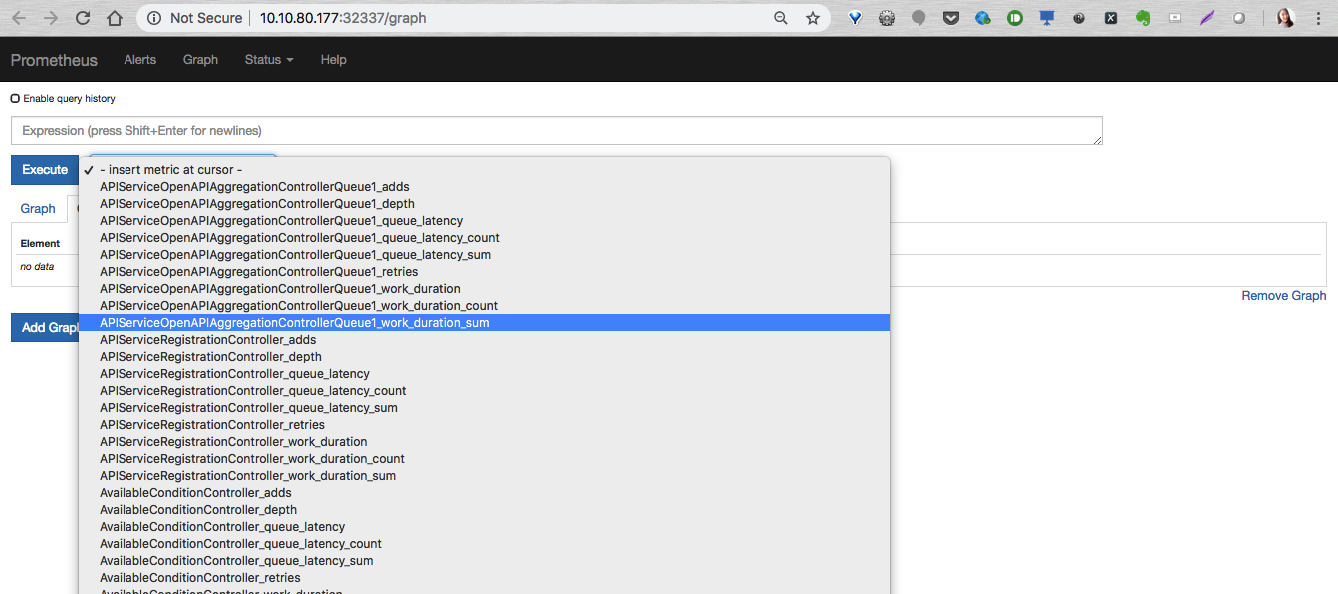 Not Secure | 10.10.80.177:32337/graph
Prometheus Alerts Graph Status Help
Enable query history
Expression (press Shift+Enter for newlines)
Execute
- insert metric at cursor -
APIServiceOpenAPIAggregationControllerQueue1_adds
APIServiceOpenAPIAggregationControllerQueue1_depth
APIServiceOpenAPIAggregationControllerQueue1_queue_latency
APIServiceOpenAPIAggregationControllerQueue1_queue_latency_count
APIServiceOpenAPIAggregationControllerQueue1_queue_latency_sum
APIServiceOpenAPIAggregationControllerQueue1_retries
APIServiceOpenAPIAggregationControllerQueue1_work_duration
APIServiceOpenAPIAggregationControllerQueue1_work_duration_count
APIServiceOpenAPIAggregationControllerQueue1_work_duration_sum
APIServiceRegistrationController_adds
APIServiceRegistrationController_depth
APIServiceRegistrationController_queue_latency
APIServiceRegistrationController_queue_latency_count
APIServiceRegistrationController_queue_latency_sum
APIServiceRegistrationController_retries
APIServiceRegistrationController_work_duration
APIServiceRegistrationController_work_duration_count
APIServiceRegistrationController_work_duration_sum
AvailableConditionController_adds
AvailableConditionController_depth
AvailableConditionController_queue_latency
AvailableConditionController_queue_latency_count
AvailableConditionController_queue_latency_sum
AvailableConditionController_retries
AvailableConditionController_work_duration
Graph
Element
no data
Remove Graph
Add Grap